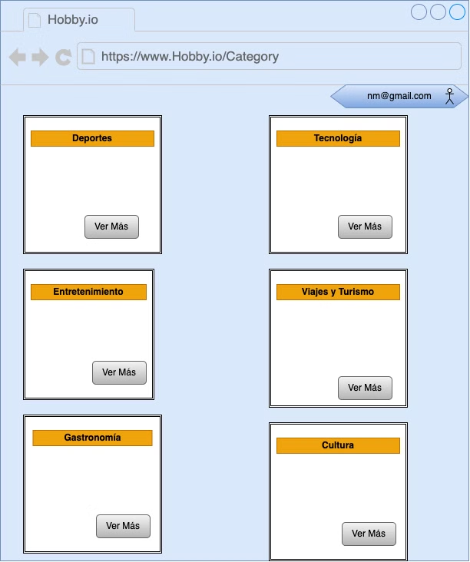 Hobby.io
https://www.Hobby.io/Category
nm@gmail.com
Deportes
Ver Más
Tecnología
Ver Más
Entretenimiento
Ver Más
Viajes y Turismo
Ver Más
Gastronomía
Ver Más
Cultura
Ver Más